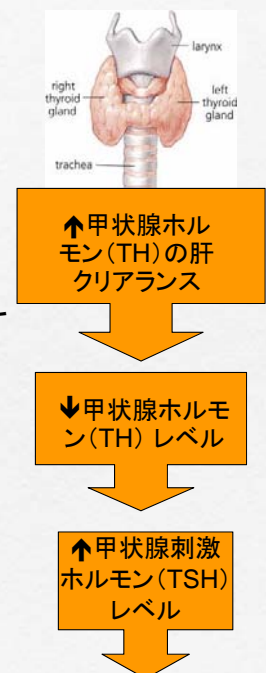 larynx
right
thyroid
gland
left
thyroid
gland
trachea
↑甲状腺ホル
モン(TH)の肝
クリアランス
↓甲状腺ホルモ
ン(TH) レベル
↑甲状腺刺激
ホルモン(TSH)
レベル